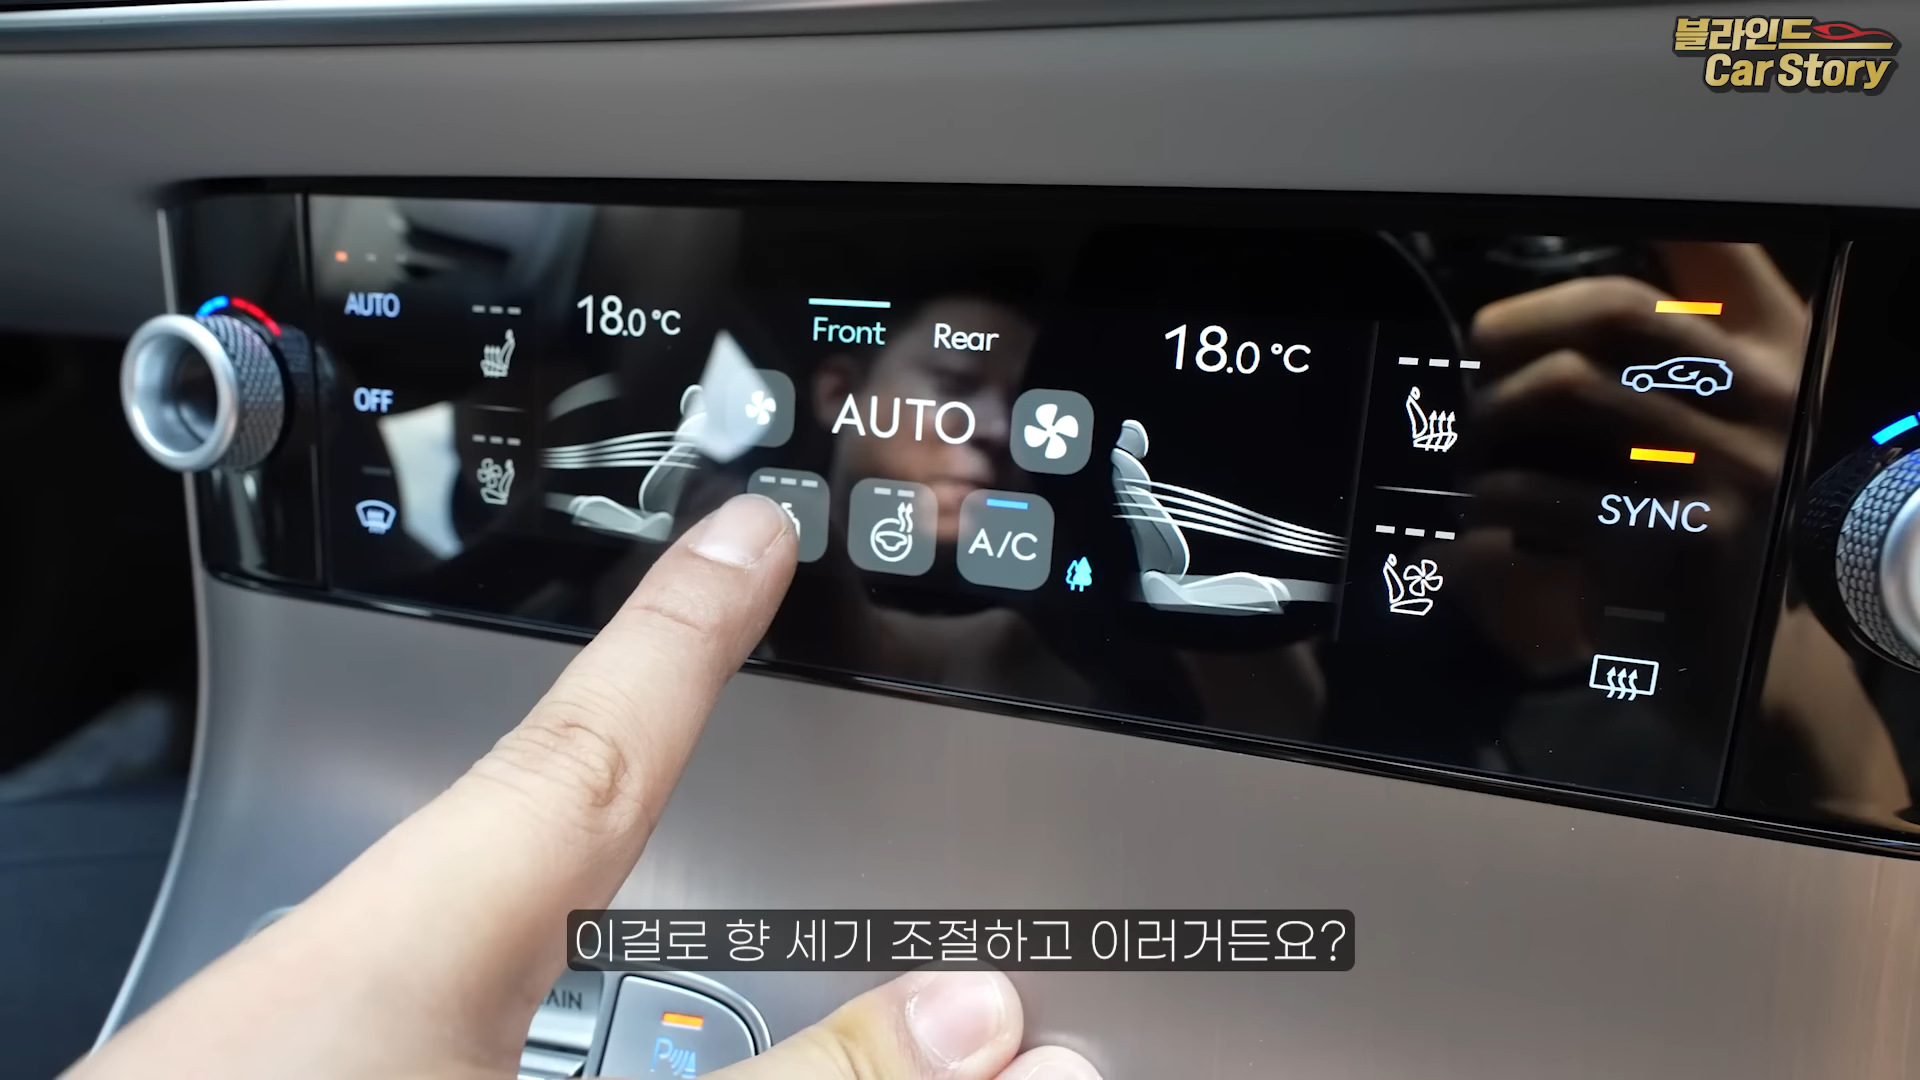 블라인드
Car Story
AUTO
18.0°C
Front
Rear
18.0°C
OFF
AUTO
A/C
SYNC
이걸로 향 세기 조절하고 이러거든요?
P